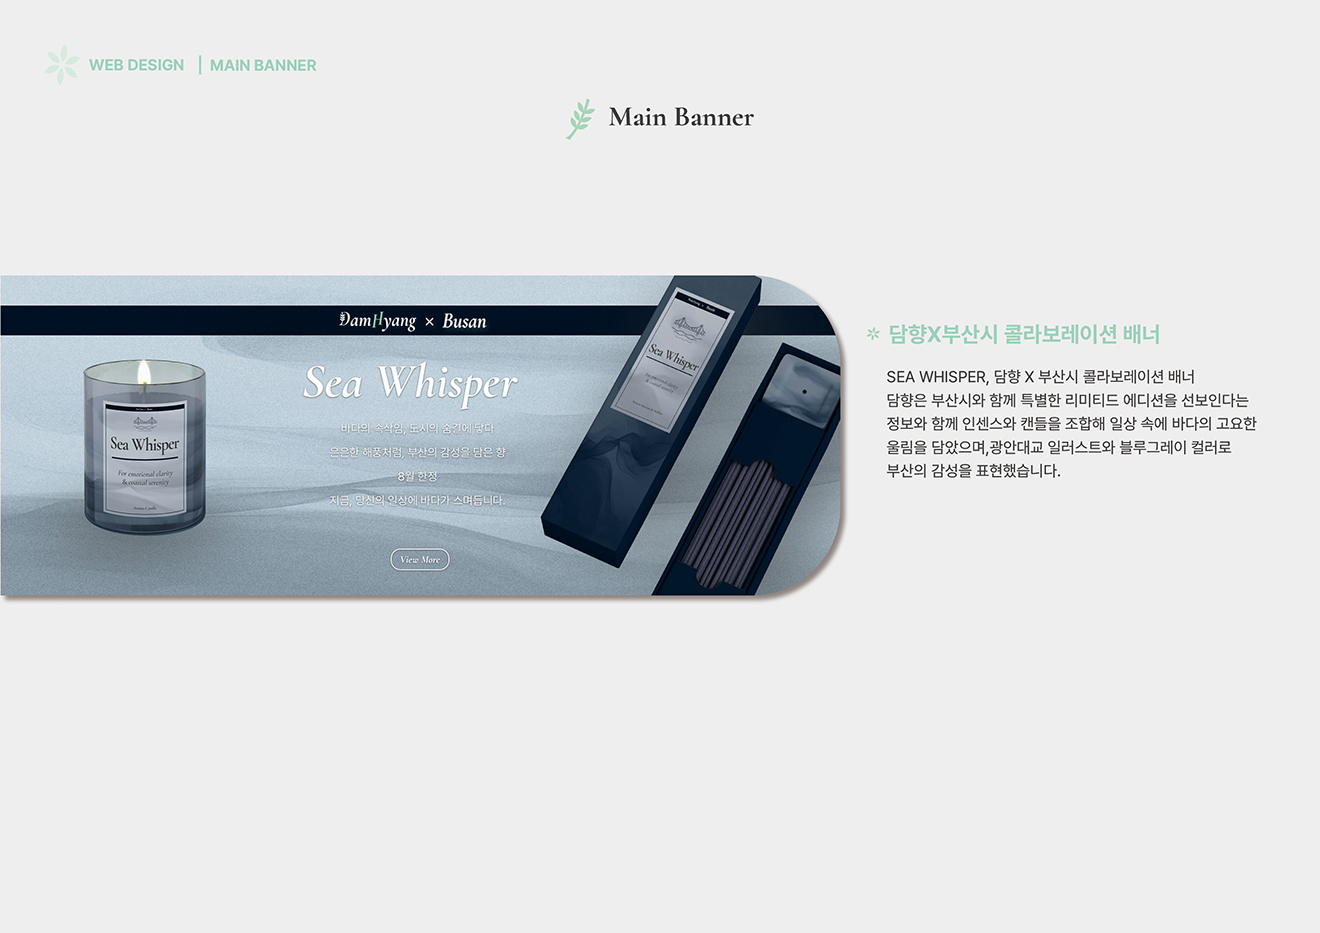 WEB DESIGN | MAIN BANNER
Main Banner
DamHyang × Busan
Sea Whisper
바다의 속삭임, 도시의 숨결에 닿다
은은한 해풍처럼, 부산의 감성을 담은 향
8월 한정
지금, 당신의 일상에 바다가 스며듭니다.
View More
Sea Whisper
For emotional clarity
& coastal serenity
Sea Whisper
담향X부산시 콜라보레이션 배너
SEA WHISPER, 담향 X 부산시 콜라보레이션 배너
담향은 부산시와 함께 특별한 리미티드 에디션을 선보인다는
정보와 함께 인센스와 캔들을 조합해 일상 속에 바다의 고요한
울림을 담았으며,광안대교 일러스트와 블루그레이 컬러로
부산의 감성을 표현했습니다.